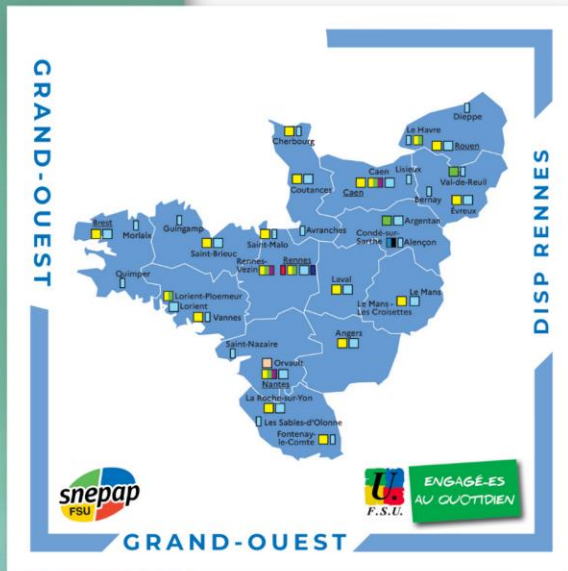 GRAND-OUEST
DISP RENNES
Dieppe
Le Havre
Rouen
Cherbourg
Caen
Lisieux
Caen
Val-de-Reuil
Coutances
Bernay
Évreux
Avranches
Argentan
Condé-sur-
Sarthe
Alençon
Brest
Morlaix
Guingamp
Saint-Brieuc
Saint-Malo
Rennes-
Vezin
Rennes
Quimper
Laval
Le Mans
Le Mans -
Les Croisettes
Lorient-Ploemeur
Lorient
Vannes
Angers
Saint-Nazaire
Orvault
Nantes
La Roche-sur-Yon
Les Sables-d'Olonne
Fontenay-
le-Comte
snepap
FSU
U
F.S.U.
ENGAGÉ-ES
AU QUOTIDIEN
GRAND-OUEST